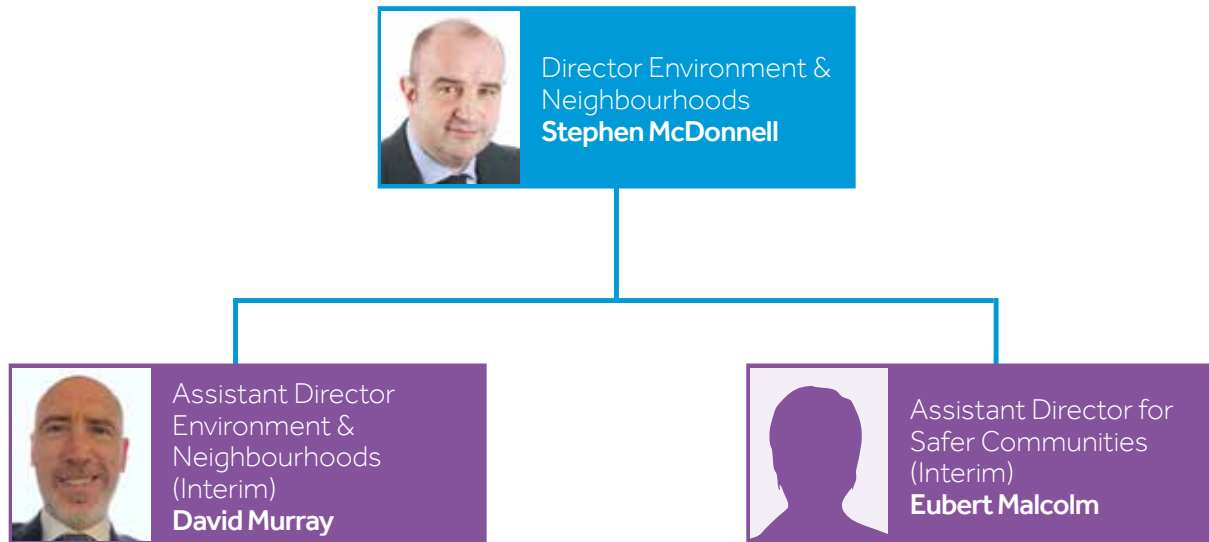 Director Environment &
Neighbourhoods
Stephen McDonnell
Assistant Director
Environment &
Neighbourhoods
(Interim)
David Murray
Assistant Director for
Safer Communities
(Interim)
Eubert Malcolm